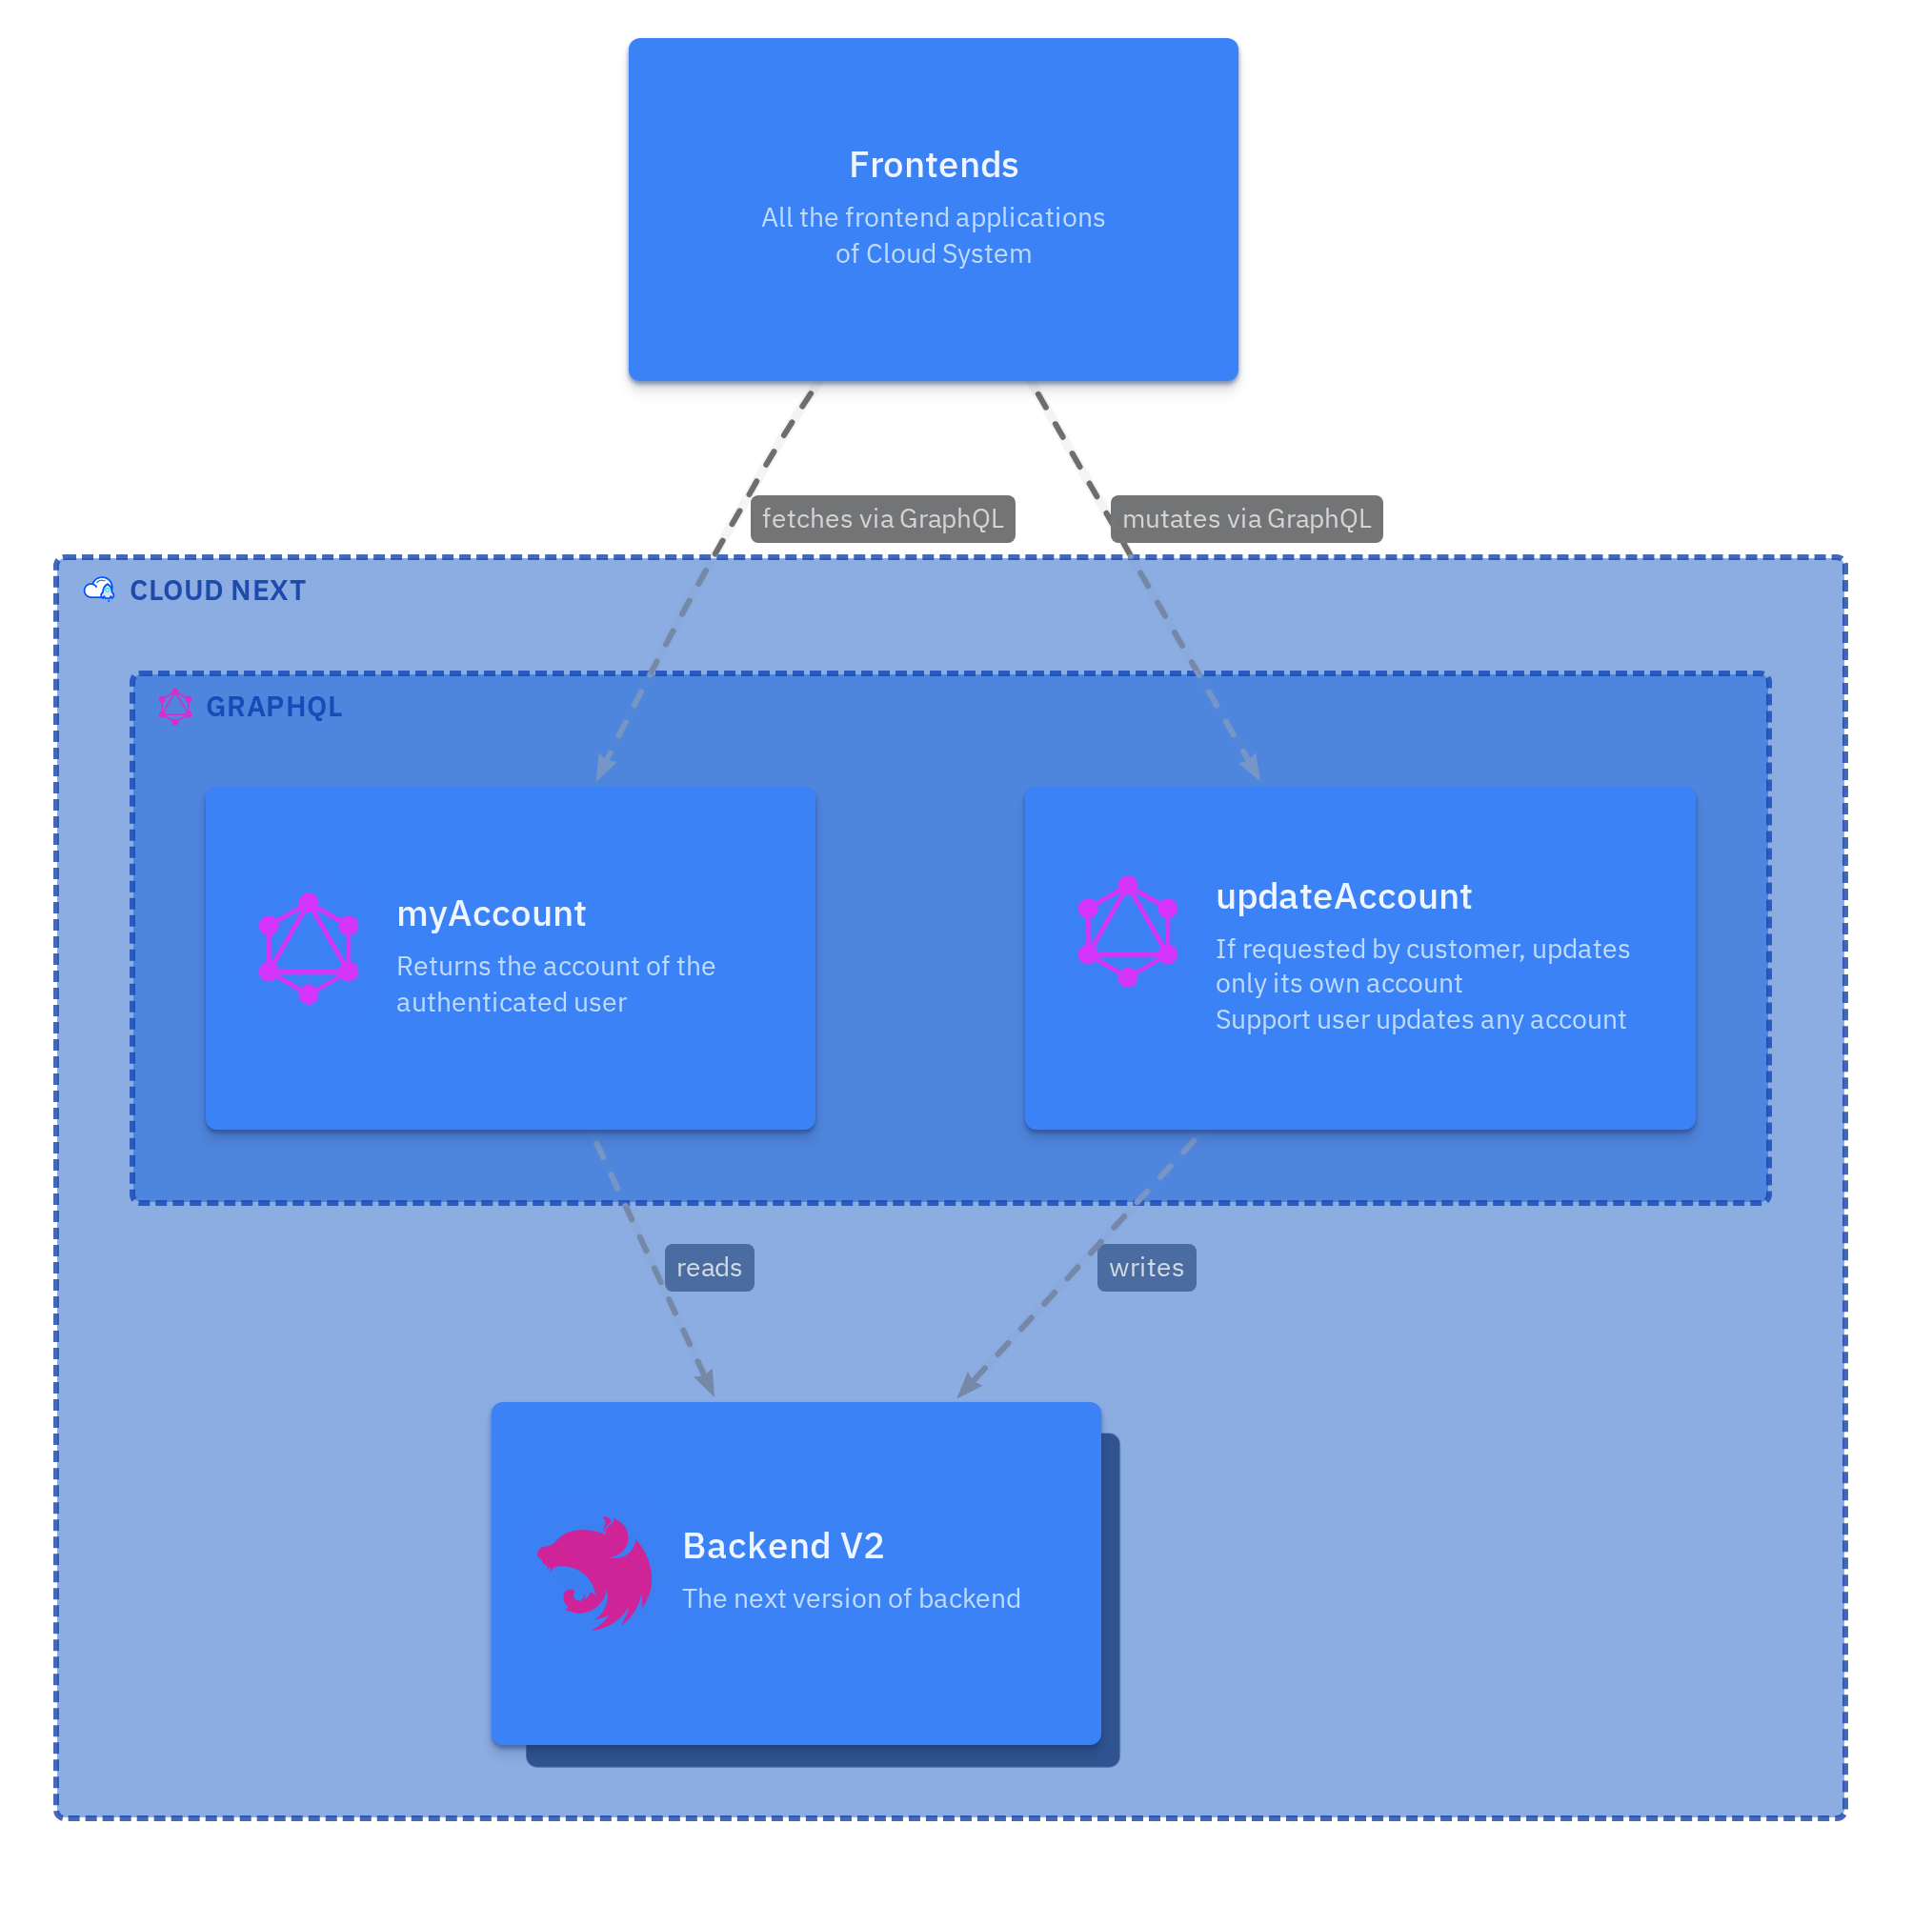 Frontends
All the frontend applications
of Cloud System
fetches via GraphQL
mutates via GraphQL
CLOUD NEXT
GRAPHQL
myAccount
Returns the account of the
authenticated user
updateAccount
If requested by customer, updates
only its own account
Support user updates any account
reads
writes
Backend V2
The next version of backend